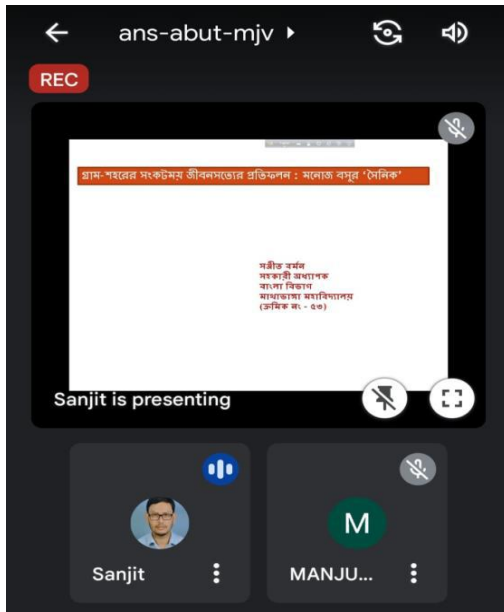 ans-abut-mjv
REC
গ্রাম-শহরের সংকটময় জীবনসত্যের প্রতিফলন : মনোজ বসুর ‘সৈনিক’
সঞ্জীত বর্মন
সহকারী অধ্যাপক
বাংলা বিভাগ
মাথাভাঙ্গা মহাবিদ্যালয়
(ক্রমিক নং - ৫৩)
Sanjit is presenting
M
Sanjit
MANJU...